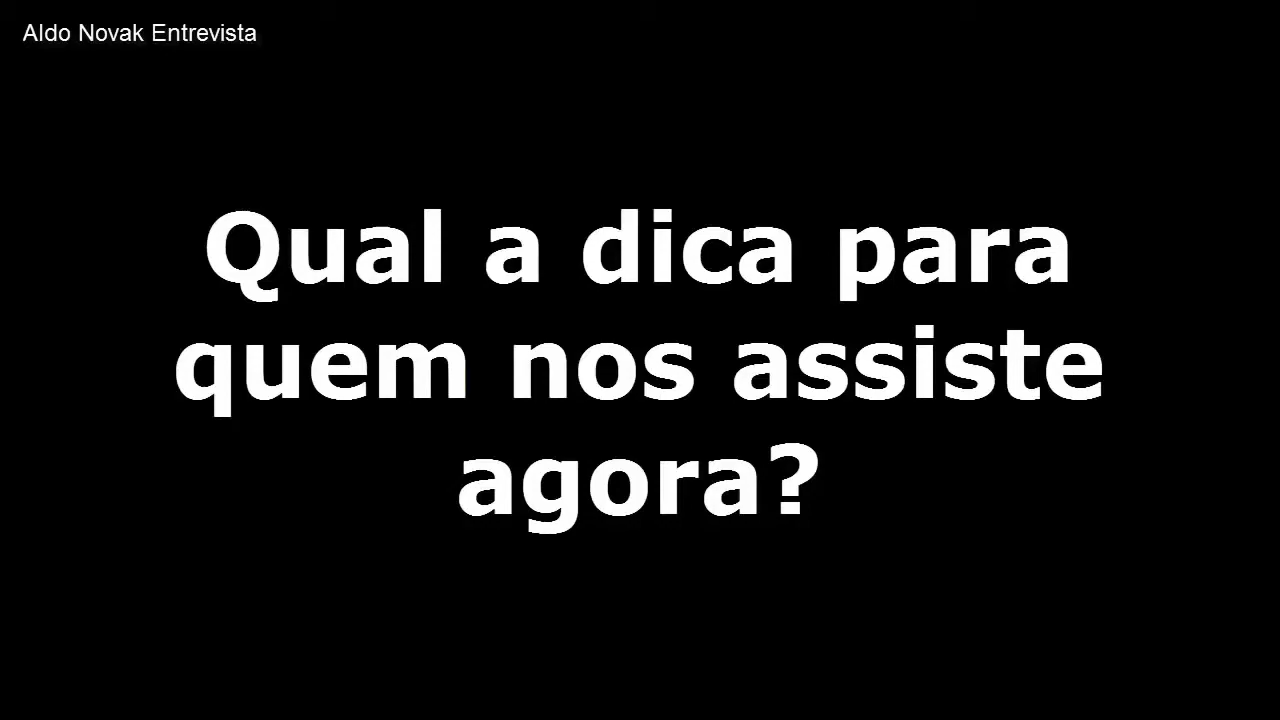 Aldo Novak Entrevista
Qual a dica para
quem nos assiste
agora?